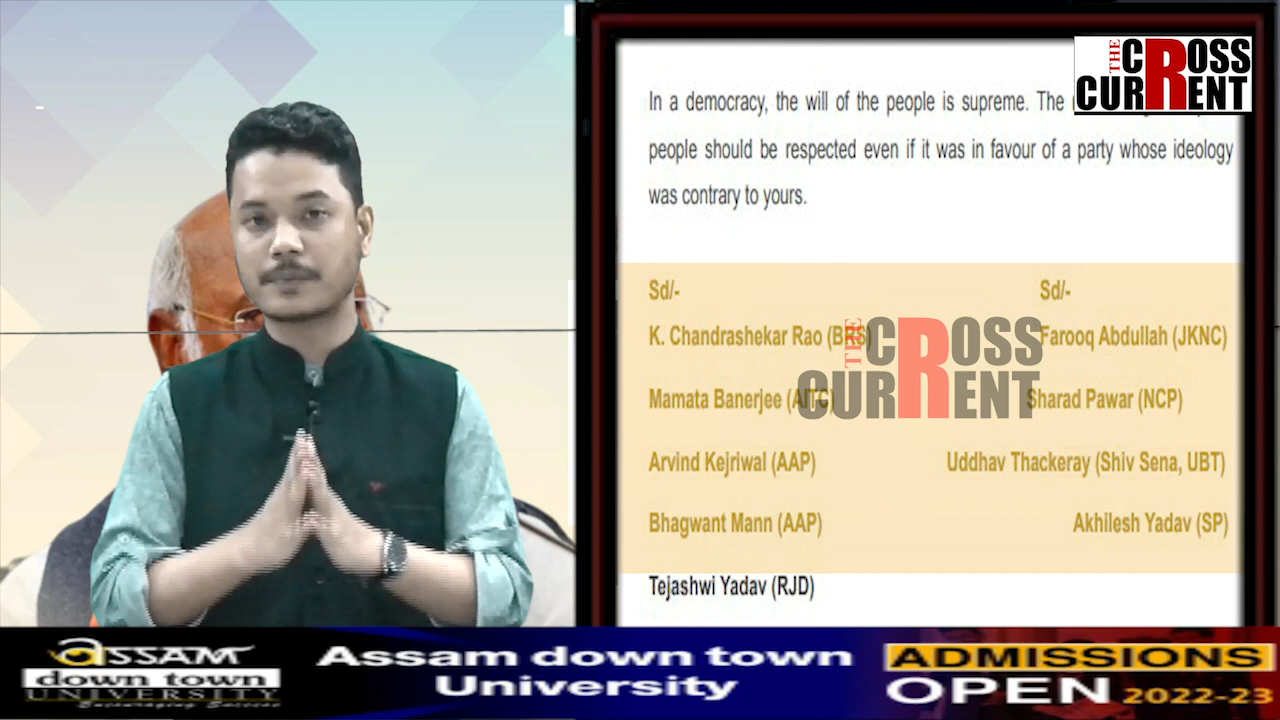 THE CROSS
CURRENT
In a democracy, the will of the people is supreme. The
people should be respected even if it was in favour of a party whose ideology
was contrary to yours.
Sd/- Sd/-
K. Chandrashekar Rao (BRS) Farooq Abdullah (JKNC)
THE CROSS
CURRENT
Mamata Banerjee (AITC) Sharad Pawar (NCP)
Arvind Kejriwal (AAP) Uddhav Thackeray (Shiv Sena, UBT)
Bhagwant Mann (AAP) Akhilesh Yadav (SP)
Tejashwi Yadav (RJD)
ASSAM
down town
UNIVERSITY
Encouraging Success
Assam down town
University
ADMISSIONS
OPEN 2022-23